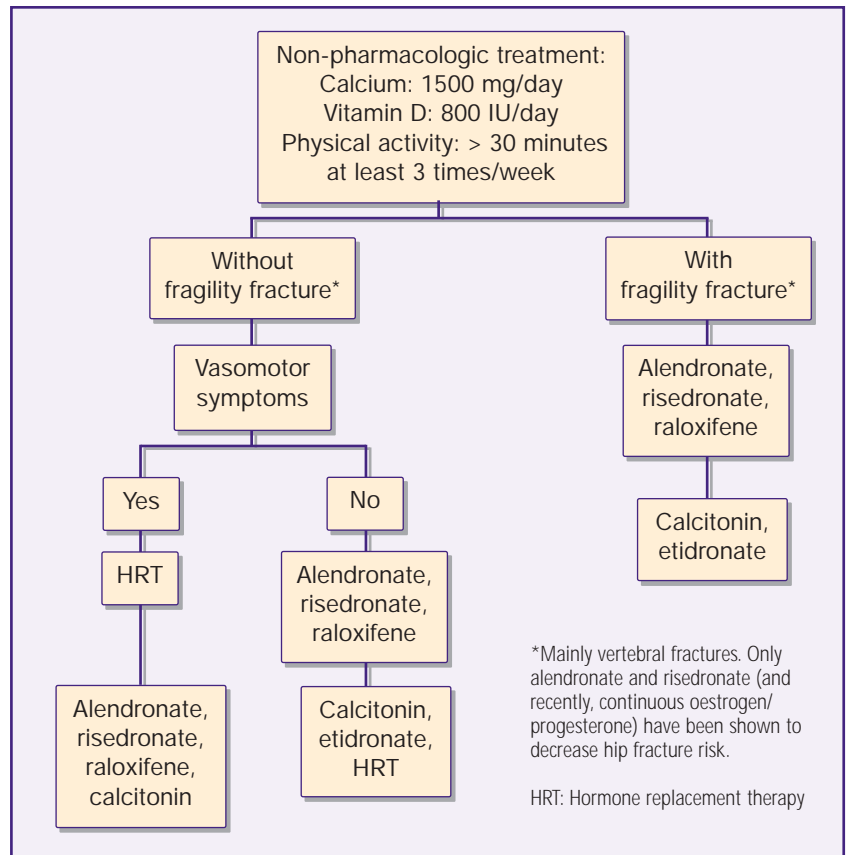 Non-pharmacologic treatment:
Calcium: 1500 mg/day
Vitamin D: 800 IU/day
Physical activity: > 30 minutes
at least 3 times/week
Without
fragility fracture*
With
fragility fracture*
Vasomotor
symptoms
Alendronate,
risedronate,
raloxifene
Yes
No
Calcitonin,
etidronate
HRT
Alendronate,
risedronate,
raloxifene
Alendronate,
risedronate,
raloxifene,
calcitonin
Calcitonin,
etidronate,
HRT
*Mainly vertebral fractures. Only
alendronate and risedronate (and
recently, continuous oestrogen/
progesterone) have been shown to
decrease hip fracture risk.
HRT: Hormone replacement therapy